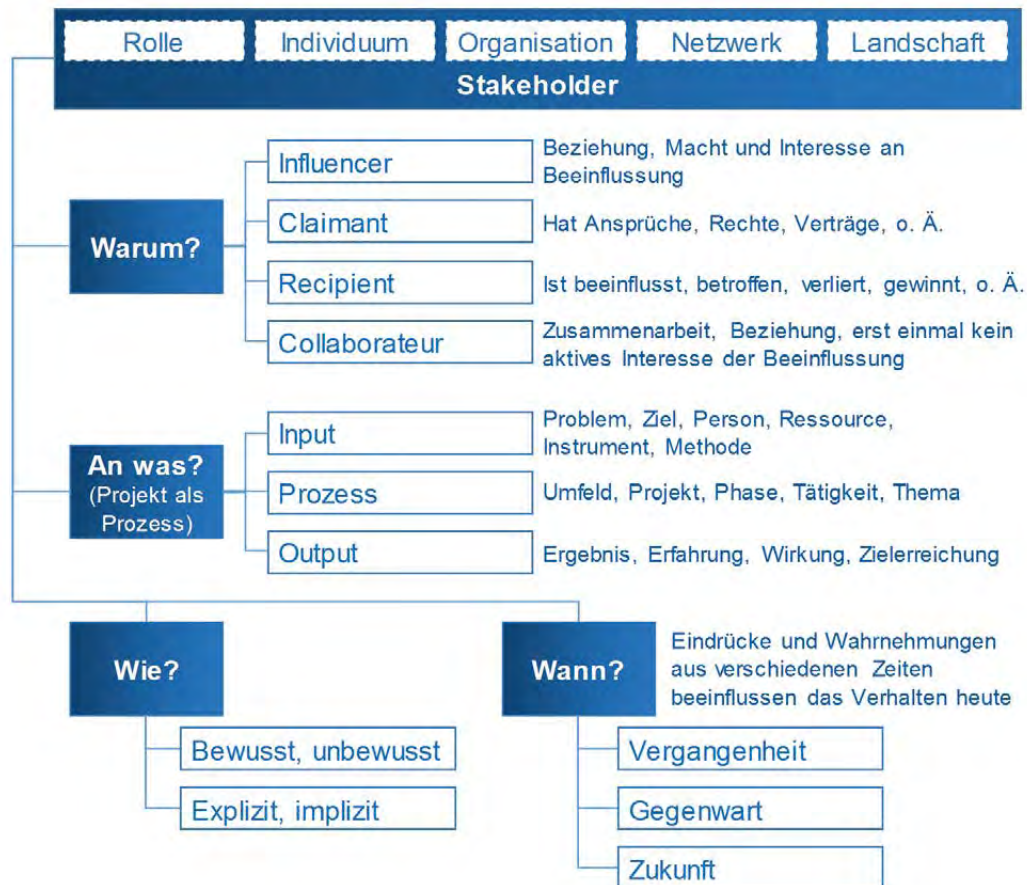 Rolle
Individuum
Organisation
Netzwerk
Landschaft
Stakeholder
Warum?
Influencer
Beziehung, Macht und Interesse an
Beeinflussung
Claimant
Hat Ansprüche, Rechte, Verträge, o. Ä.
Recipient
Ist beeinflusst, betroffen, verliert, gewinnt, o. Ä.
Collaborateur
Zusammenarbeit, Beziehung, erst einmal kein
aktives Interesse der Beeinflussung
An was?
(Projekt als
Prozess)
Input
Problem, Ziel, Person, Ressource,
Instrument, Methode
Prozess
Umfeld, Projekt, Phase, Tätigkeit, Thema
Output
Ergebnis, Erfahrung, Wirkung, Zielerreichung
Wie?
Bewusst, unbewusst
Explizit, implizit
Wann?
Eindrücke und Wahrnehmungen
aus verschiedenen Zeiten
beeinflussen das Verhalten heute
Vergangenheit
Gegenwart
Zukunft